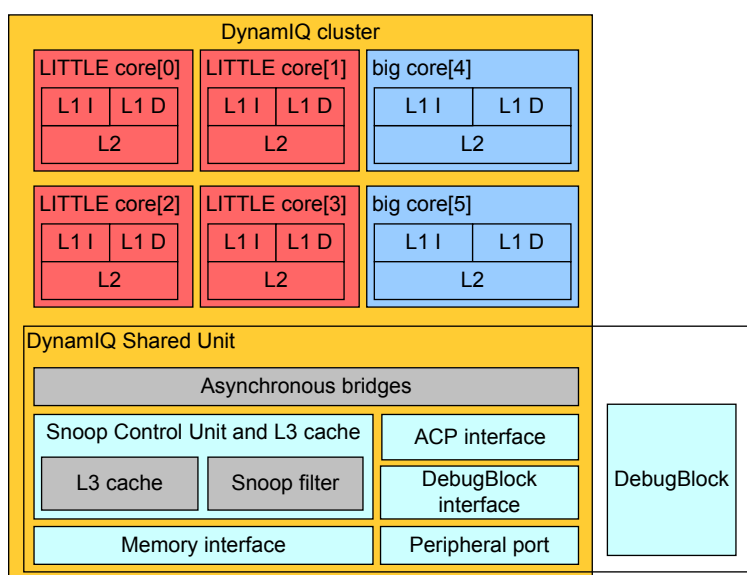 DynamIQ cluster
LITTLE core[0]
L1 I
L1 D
L2
LITTLE core[1]
L1 I
L1 D
L2
big core[4]
L1 I
L1 D
L2
LITTLE core[2]
L1 I
L1 D
L2
LITTLE core[3]
L1 I
L1 D
L2
big core[5]
L1 I
L1 D
L2
DynamIQ Shared Unit
Asynchronous bridges
Snoop Control Unit and L3 cache
L3 cache
Snoop filter
ACP interface
DebugBlock
interface
Memory interface
Peripheral port
DebugBlock